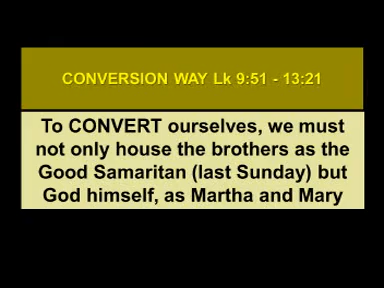 CONVERSION WAY Lk 9:51 - 13:21
To CONVERT ourselves, we must
not only house the brothers as the
Good Samaritan (last Sunday) but
God himself, as Martha and Mary